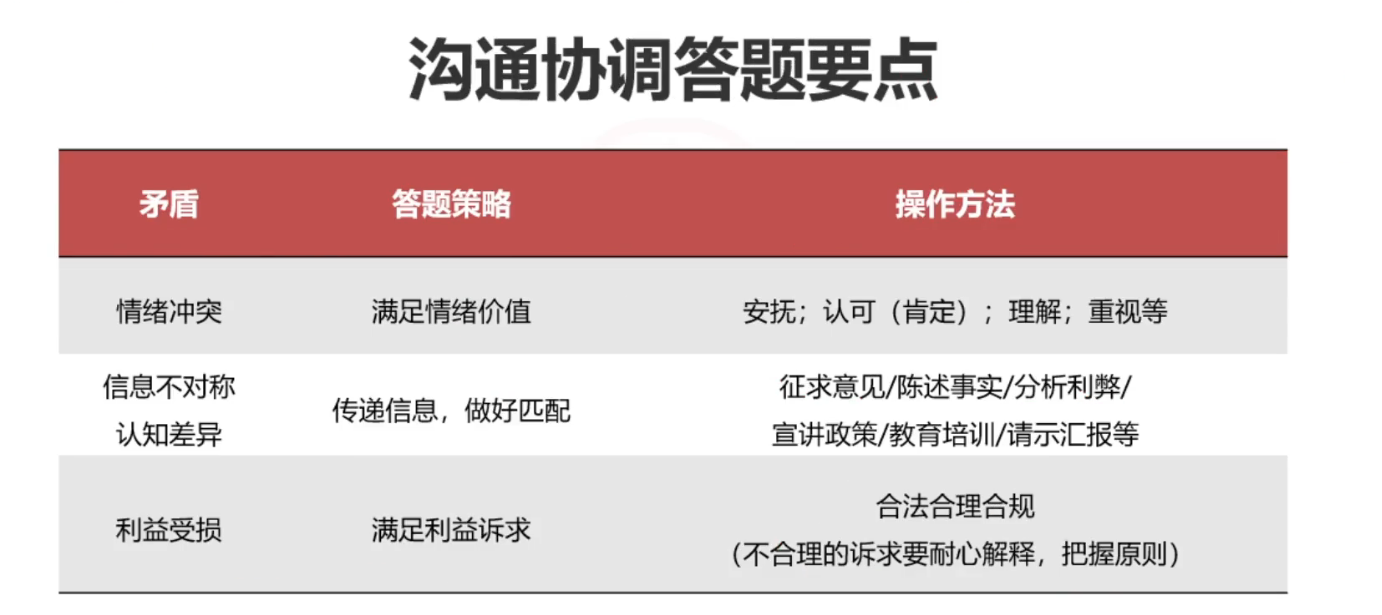 沟通协调答题要点
矛盾 答题策略 操作方法
情绪冲突 满足情绪价值 安抚；认可（肯定）；理解；重视等
信息不对称
认知差异
传递信息，做好匹配
征求意见/陈述事实/分析利弊/
宣讲政策/教育培训/请示汇报等
利益受损 满足利益诉求
合法合理合规
（不合理的诉求要耐心解释，把握原则）